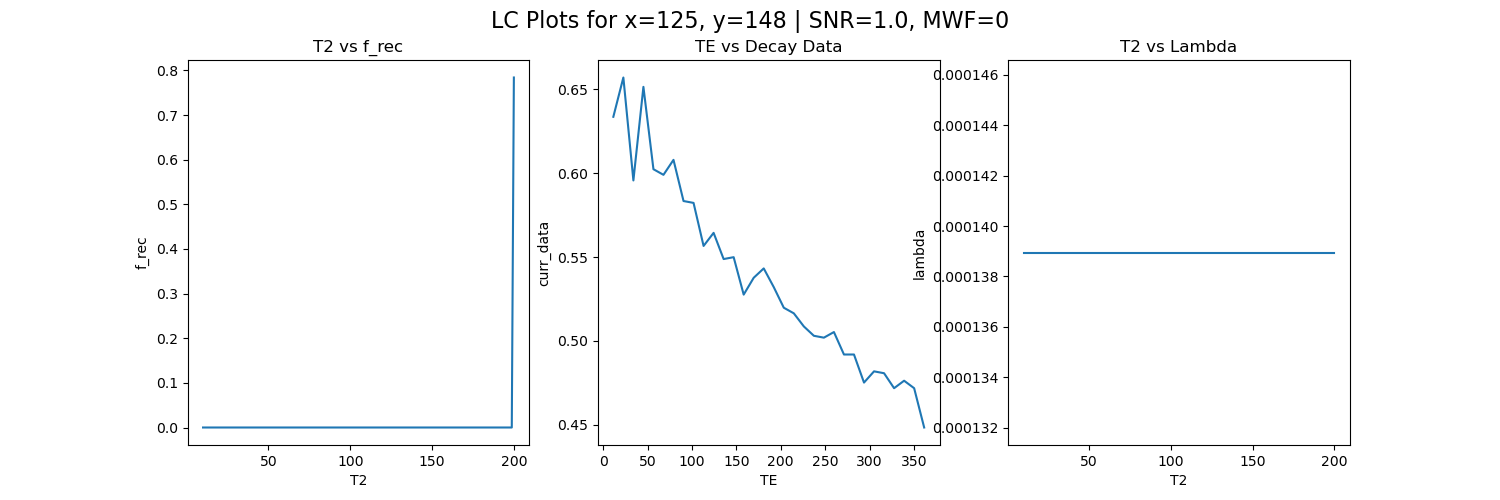 LC Plots for x=125, y=148 | SNR=1.0, MWF=0
T2 vs f_rec
0.8
0.7
0.6
0.5
0.4
0.3
0.2
0.1
0.0
f_rec
50 100 150 200
T2
TE vs Decay Data
0.65
0.60
0.55
0.50
0.45
curr_data
0 50 100 150 200 250 300 350
TE
T2 vs Lambda
0.000146
0.000144
0.000142
0.000140
0.000138
0.000136
0.000134
0.000132
lambda
50 100 150 200
T2